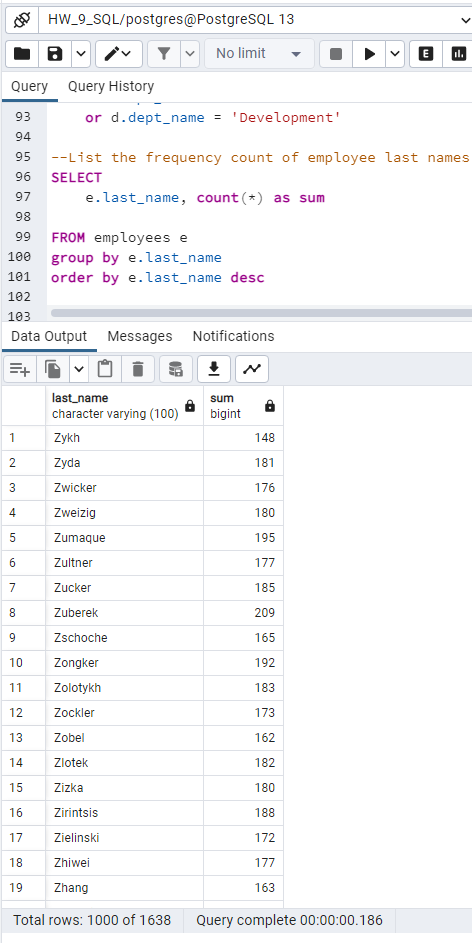 HW_9_SQL/postgres@PostgreSQL 13
No limit
E
Query Query History
93 or d.dept_name = 'Development'
94
95 --List the frequency count of employee last names
96 SELECT
97 e.last_name, count(*) as sum
98
99 FROM employees e
100 group by e.last_name
101 order by e.last_name desc
102
103
Data Output Messages Notifications
last_name sum
character varying (100) bigint
1 Zykh 148
2 Zyda 181
3 Zwicker 176
4 Zweizig 180
5 Zumaque 195
6 Zultner 177
7 Zucker 185
8 Zuberek 209
9 Zschoche 165
10 Zongker 192
11 Zolotykh 183
12 Zockler 173
13 Zobel 162
14 Zlotek 182
15 Zizka 180
16 Zirintsis 188
17 Zielinski 172
18 Zhiwei 177
19 Zhang 163
Total rows: 1000 of 1638 Query complete 00:00:00.186